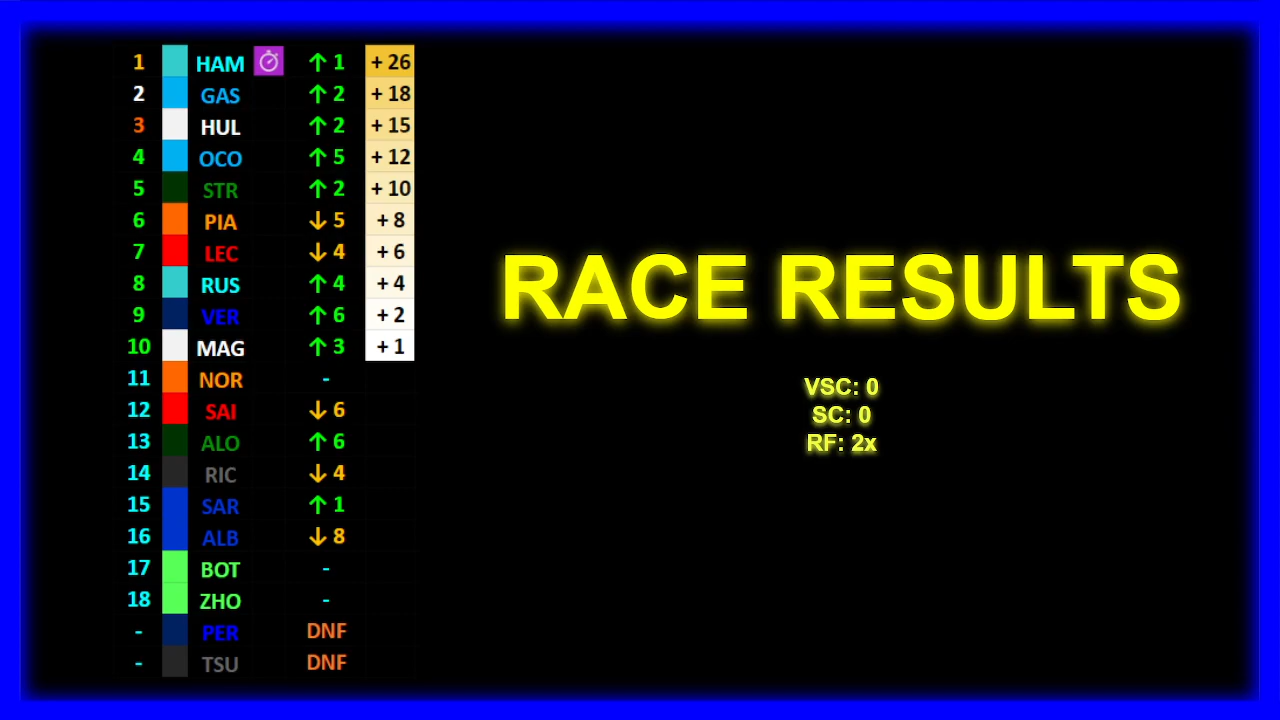 1 HAM ↑ 1 + 26
2 GAS ↑ 2 + 18
3 HUL ↑ 2 + 15
4 OCO ↑ 5 + 12
5 STR ↑ 2 + 10
6 PIA ↓ 5 + 8
7 LEC ↓ 4 + 6
8 RUS ↑ 4 + 4
9 VER ↑ 6 + 2
10 MAG ↑ 3 + 1
11 NOR -
12 SAI ↓ 6
13 ALO ↑ 6
14 RIC ↓ 4
15 SAR ↑ 1
16 ALB ↓ 8
17 BOT -
18 ZHO -
- PER DNF
- TSU DNF
RACE RESULTS
VSC: 0
SC: 0
RF: 2x